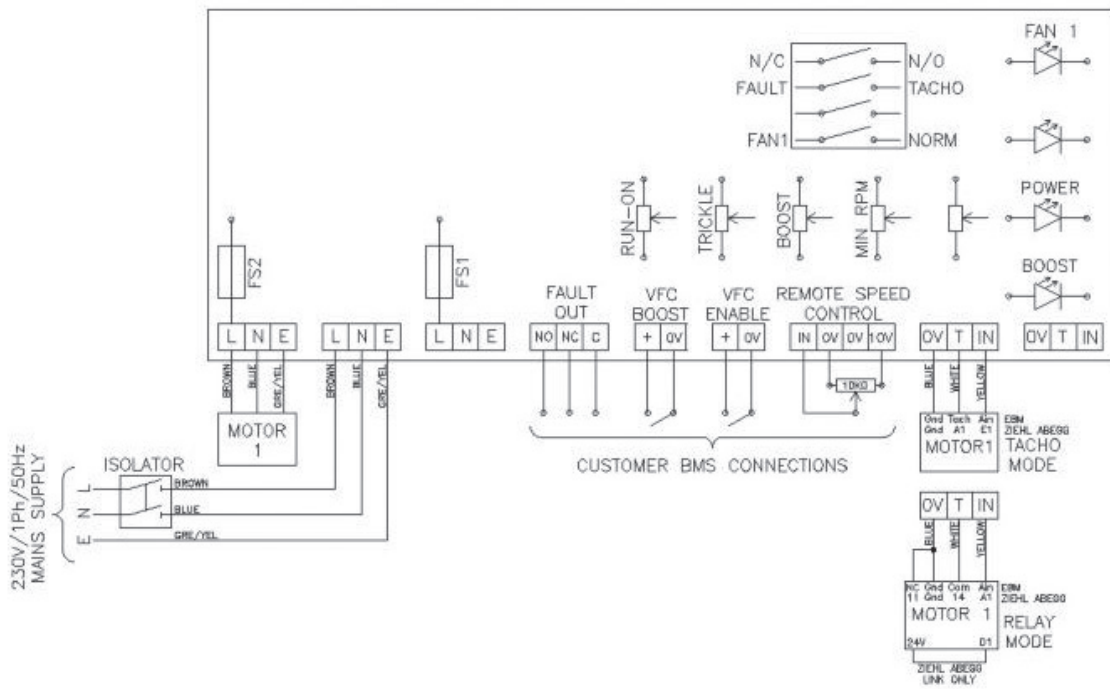 FAN 1
N/C N/O
FAULT TACHO
FAN1 NORM
RUN-ON
TRICKLE
BOOST
MIN RPM
POWER
BOOST
FS2
FS1
FAULT OUT
VFC BOOST
VFC ENABLE
REMOTE SPEED CONTROL
L N E
L N E
L N E
NO NC C
+ 0V
+ 0V
IN 0V 0V 10V
0V T IN
0V T IN
BROWN
BLUE
GRE/YEL
BROWN
BLUE
GRE/YEL
10KΩ
BLUE
WHITE
YELLOW
MOTOR 1
Gnd Tach Ain EBM
Gnd A1 E1 ZIEHL ABEGG
MOTOR1
TACHO MODE
CUSTOMER BMS CONNECTIONS
ISOLATOR
230V/1Ph/50Hz
MAINS SUPPLY
L
N
E
BROWN
BLUE
GRE/YEL
0V T IN
BLUE
WHITE
YELLOW
NC Gnd Com Ain EBM
11 Gnd 14 A1 ZIEHL ABEGG
MOTOR 1
RELAY MODE
24V D1
ZIEHL ABEGG
LINK ONLY